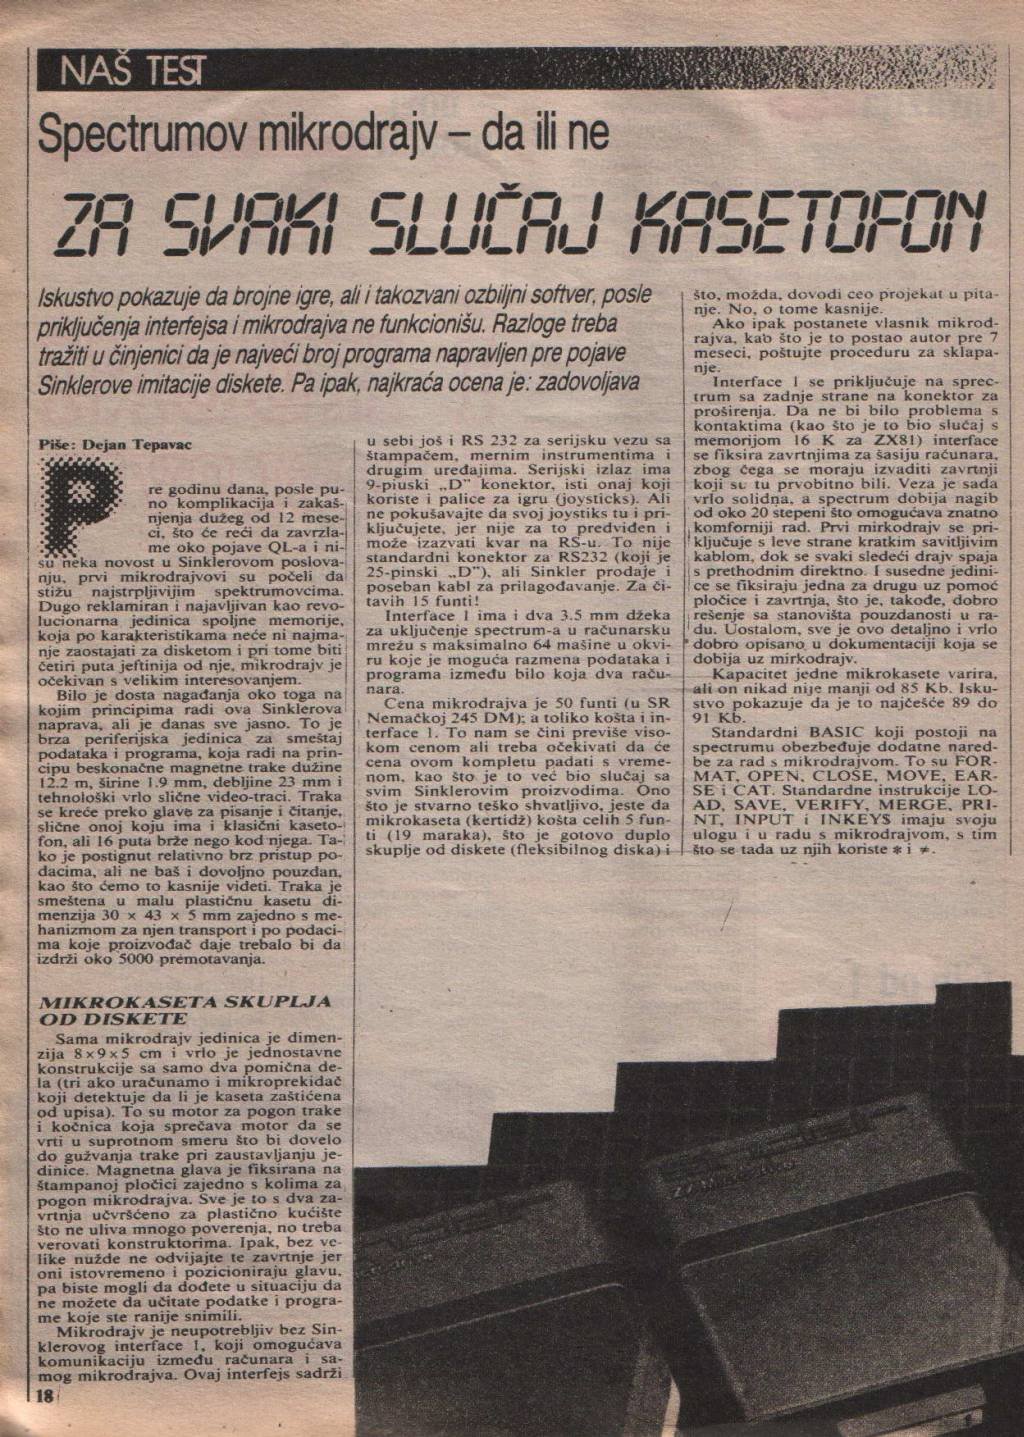 NAŠ TEST
Spectrumov mikrodrajv – da ili ne
ZA SVAKI SLUČAJ KASETOFON
Iskustvo pokazuje da brojne igre, ali i takozvani ozbiljni softver, posle
priključenja interfejsa i mikrodrajva ne funkcionišu. Razloge treba
tražiti u činjenici da je najveći broj programa napravljen pre pojave
Sinklerove imitacije diskete. Pa ipak, najkraća ocena je: zadovoljava
Piše: Dejan Tepavac
Pre godinu dana, posle pu-
no komplikacija i zakaš-
njenja dužeg od 12 mese-
ci, što će reći da zavrzla-
me oko pojave QL-a i ni-
su neka novost u Sinklerovom poslova-
nju, prvi mikrodrajvovi su počeli da
stižu najstrpljivijim spektrumovcima.
Dugo reklamiran i najavljivan kao revo-
lucionarna jedinica spoljne memorije,
koja po karakteristikama neće ni najma-
nje zaostajati za disketom i pri tome biti
četiri puta jeftinija od nje, mikrodrajv je
očekivan s velikim interesovanjem.
Bilo je dosta nagađanja oko toga na
kojim principima radi ova Sinklerova
naprava, ali je danas sve jasno. To je
brza periferijska jedinica za smeštaj
podataka i programa, koja radi na prin-
cipu beskonačne magnetne trake dužine
12.2 m, širine 1.9 mm, debljine 23 mm i
tehnološki vrlo slične video-traci. Traka
se kreće preko glave za pisanje i čitanje,
slične onoj koju ima i klasični kaseto-
fon, ali 16 puta brže nego kod njega. Ta-
ko je postignut relativno brz pristup po-
dacima, ali ne baš i dovoljno pouzdan,
kao što ćemo to kasnije videti. Traka je
smeštena u malu plastičnu kasetu di-
menzija 30 x 43 x 5 mm zajedno s me-
hanizmom za njen transport i po podaci-
ma koje proizvođač daje trebalo bi da
izdrži oko 5000 premotavanja.
MIKROKASETA SKUPLJA
OD DISKETE
Sama mikrodrajv jedinica je dimen-
zija 8×9×5 cm i vrlo je jednostavne
konstrukcije sa samo dva pomična de-
la (tri ako uračunamo i mikroprekidač
koji detektuje da li je kaseta zaštićena
od upisa). To su motor za pogon trake
i kočnica koja sprečava motor da se
vrti u suprotnom smeru što bi dovelo
do gužvanja trake pri zaustavljanju je-
dinice. Magnetna glava je fiksirana na
štampanoj pločici zajedno s kolima za
pogon mikrodrajva. Sve je to s dva za-
vrtnja učvršćeno za plastično kućište
što ne uliva mnogo poverenja, no treba
verovati konstruktorima. Ipak, bez ve-
like nužde ne odvijajte te zavrtnje jer
oni istovremeno i pozicioniraju glavu,
pa biste mogli da dođete u situaciju da
ne možete da učitate podatke i progra-
me koje ste ranije snimili.
Mikrodrajv je neupotrebljiv bez Sin-
klerovog interface 1, koji omogućava
komunikaciju između računara i sa-
mog mikrodrajva. Ovaj interfejs sadrži
u sebi još i RS 232 za serijsku vezu sa
štampačem, mernim instrumentima i
drugim uređajima. Serijski izlaz ima
9-piuski „D” konektor, isti onaj koji
koriste i palice za igru (joysticks). Ali
ne pokušavajte da svoj joystiks tu i pri-
ključujete, jer nije za to predviđen i
može izazvati kvar na RS-u. To nije
standardni konektor za RS232 (koji je
25-pinski „D”), ali Sinkler prodaje i
poseban kabl za prilagođavanje. Za či-
tavih 15 funti!
Interface 1 ima i dva 3.5 mm džeka
za uključenje spectrum-a u računarsku
mrežu s maksimalno 64 mašine u okvi-
ru koje je moguća razmena podataka i
programa između bilo koja dva raču-
nara.
Cena mikrodrajva je 50 funti (u SR
Nemačkoj 245 DM); a toliko košta i in-
terface 1. To nam se čini previše viso-
kom cenom ali treba očekivati da će
cena ovom kompletu padati s vreme-
nom, kao što je to već bio slučaj sa
svim Sinklerovim proizvodima. Ono
što je stvarno teško shvatljivo, jeste da
mikrokaseta (kertidž) košta celih 5 fun-
ti (19 maraka), što je gotovo duplo
skuplje od diskete (fleksibilnog diska) i
što, možda, dovodi ceo projekat u pita-
nje. No, o tome kasnije.
Ako ipak postanete vlasnik mikrod-
rajva, kao što je to postao autor pre 7
meseci, poštujte proceduru za sklapa-
nje.
Interface 1 se priključuje na sprec-
trum sa zadnje strane na konektor za
proširenja. Da ne bi bilo problema s
kontaktima (kao što je to bio slučaj s
memorijom 16 K za ZX81) interface
se fiksira zavrtnjima za šasiju računara,
zbog čega se moraju izvaditi zavrtnji
koji su tu prvobitno bili. Veza je sada
vrlo solidna, a spectrum dobija nagib
od oko 20 stepeni što omogućava znatno
komforniji rad. Prvi mirkodrajv se pri-
ključuje s leve strane kratkim savitljivim
kablom, dok se svaki sledeći drajv spaja
s prethodnim direktno. I susedne jedini-
ce se fiksiraju jedna za drugu uz pomoć
pločice i zavrtnja, što je, takođe, dobro
rešenje sa stanovišta pouzdanosti u ra-
du. Uostalom, sve je ovo detaljno i vrlo
dobro opisano u dokumentaciji koja se
dobija uz mirkodrajv.
Kapacitet jedne mikrokasete varira,
ali on nikad nije manji od 85 Kb. Isku-
stvo pokazuje da je to najčešće 89 do
91 Kb.
Standardni BASIC koji postoji na
spectrumu obezbeđuje dodatne nared-
be za rad s mikrodrajvom. To su FOR-
MAT, OPEN, CLOSE, MOVE, EAR-
SE i CAT. Standardne instrukcije LO-
AD, SAVE, VERIFY, MERGE, PRI-
NT, INPUT i INKEY$ imaju svoju
ulogu i u radu s mikrodrajvom, s tim
što se tada uz njih koriste * i ≠.
18